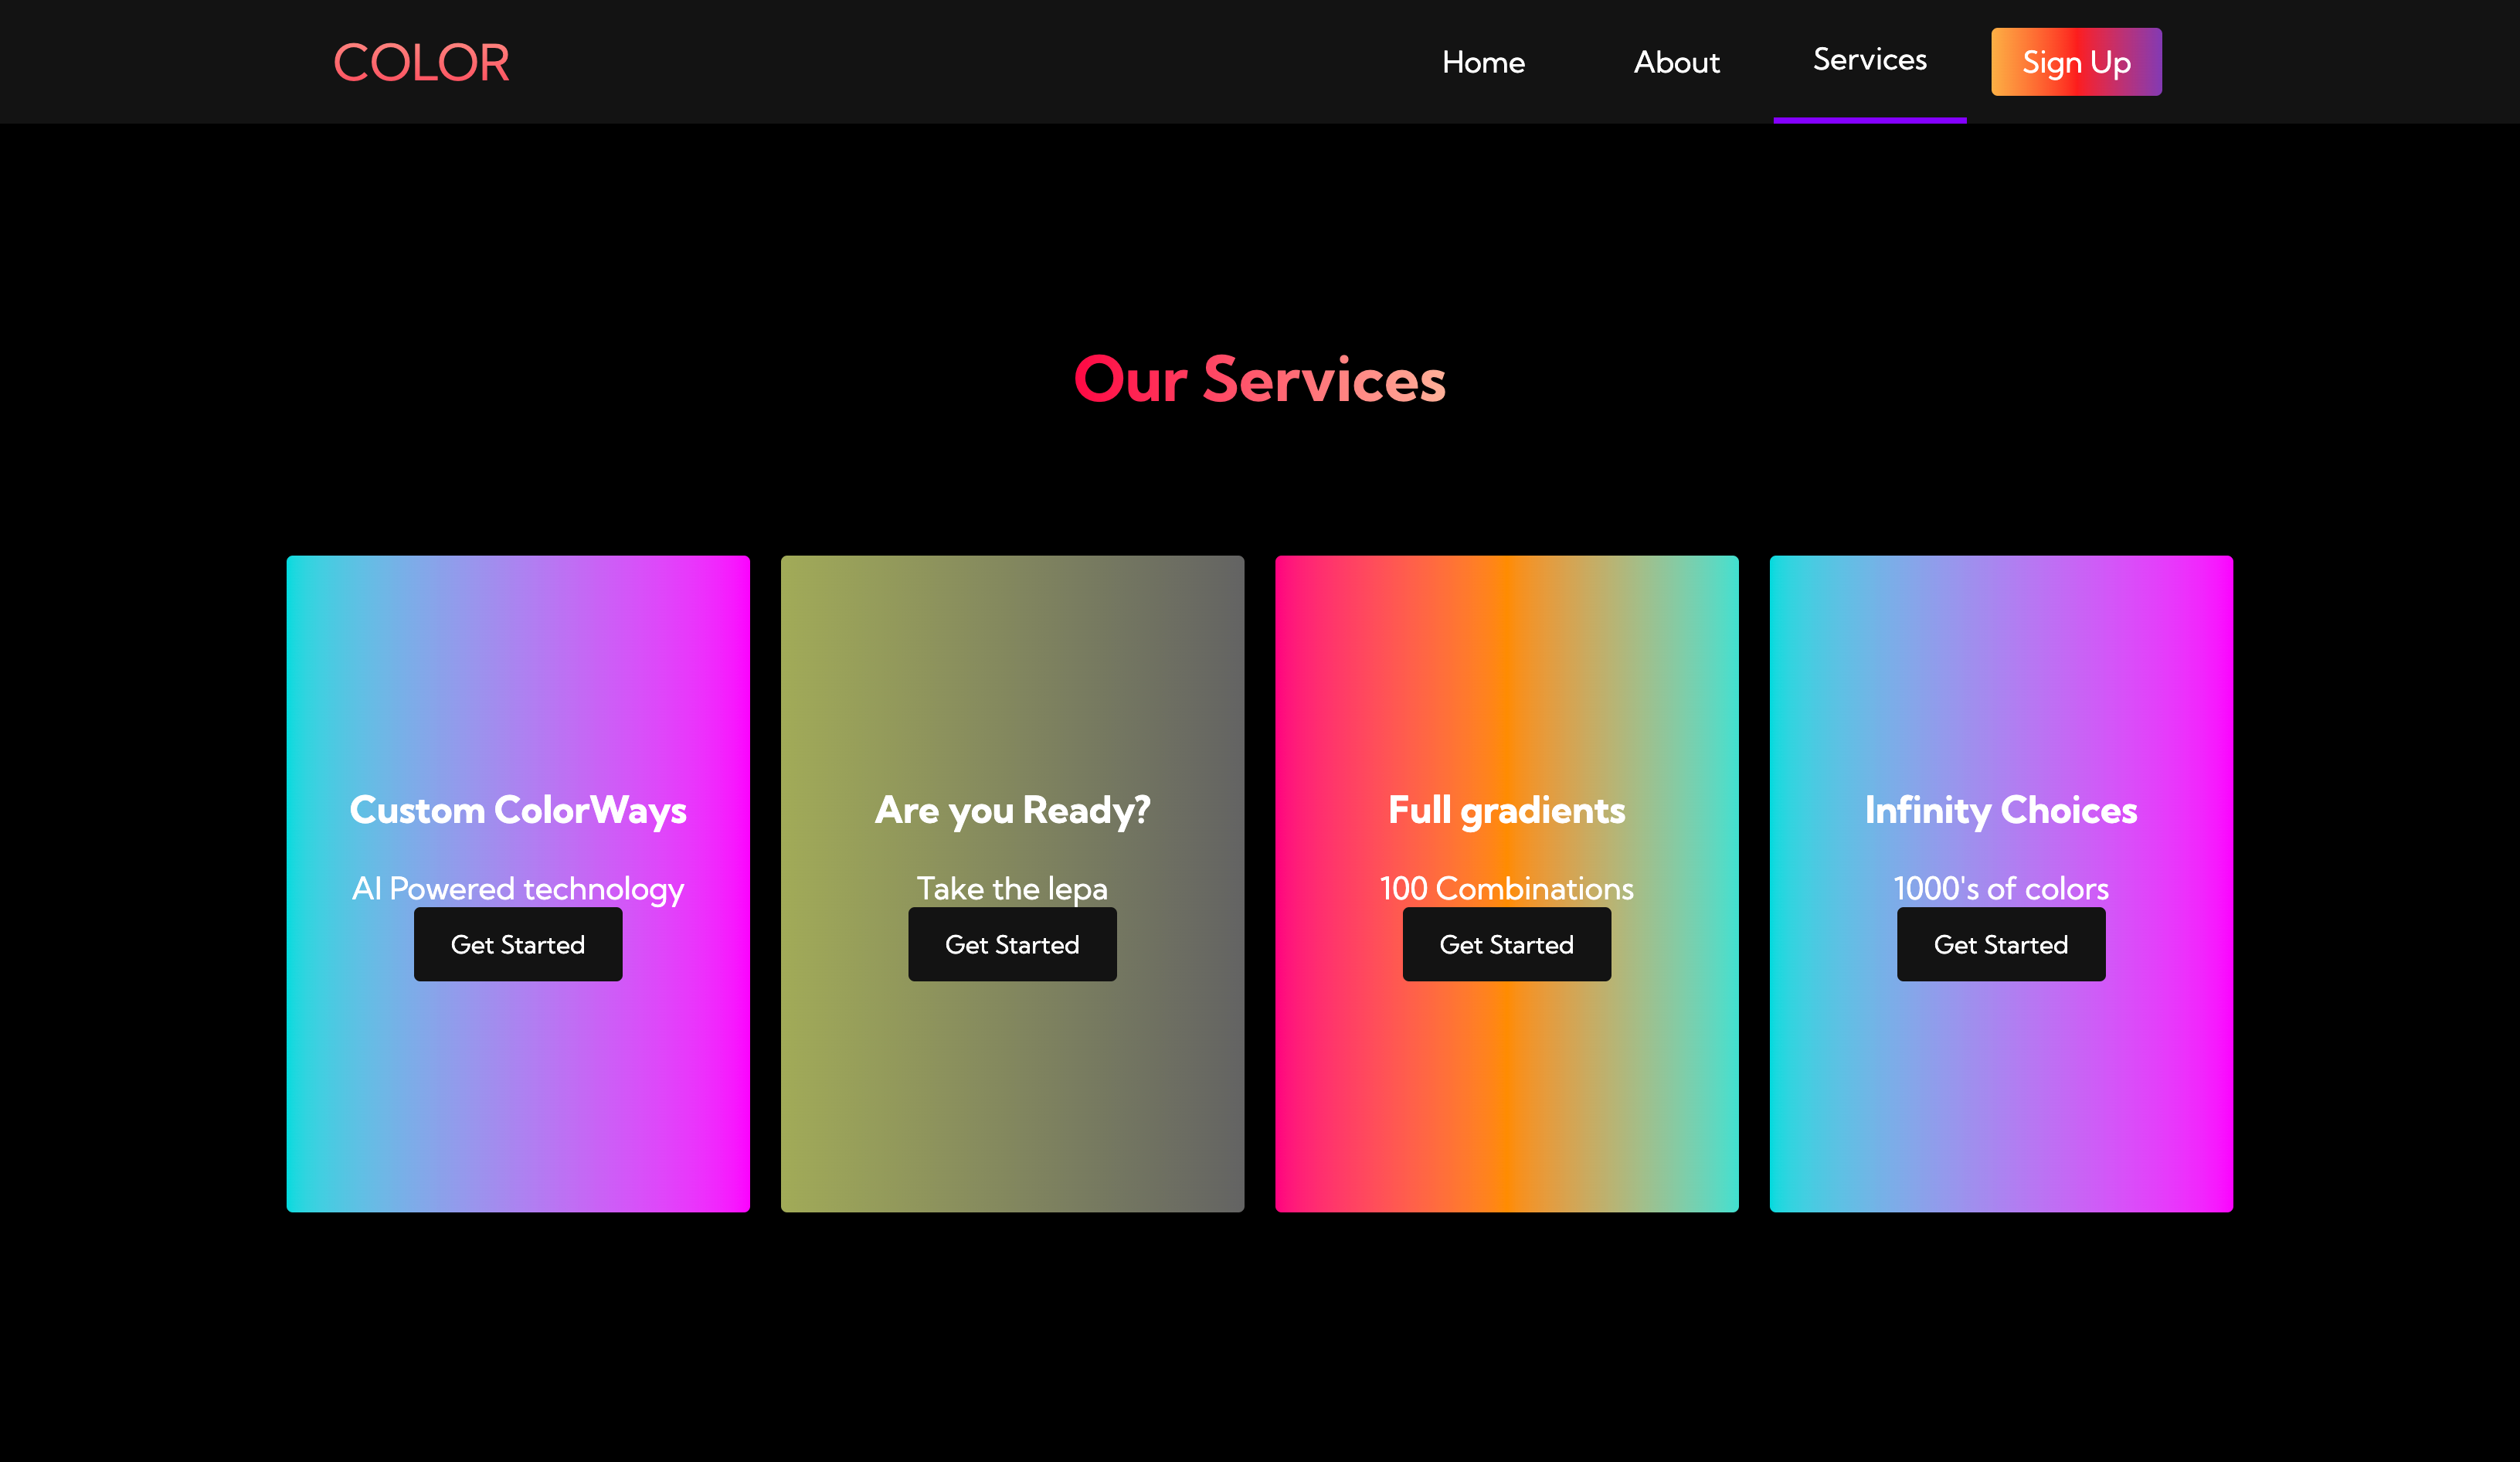 COLOR
Home
About
Services
Sign Up
Our Services
Custom ColorWays
AI Powered technology
Get Started
Are you Ready?
Take the lepa
Get Started
Full gradients
100 Combinations
Get Started
Infinity Choices
1000's of colors
Get Started